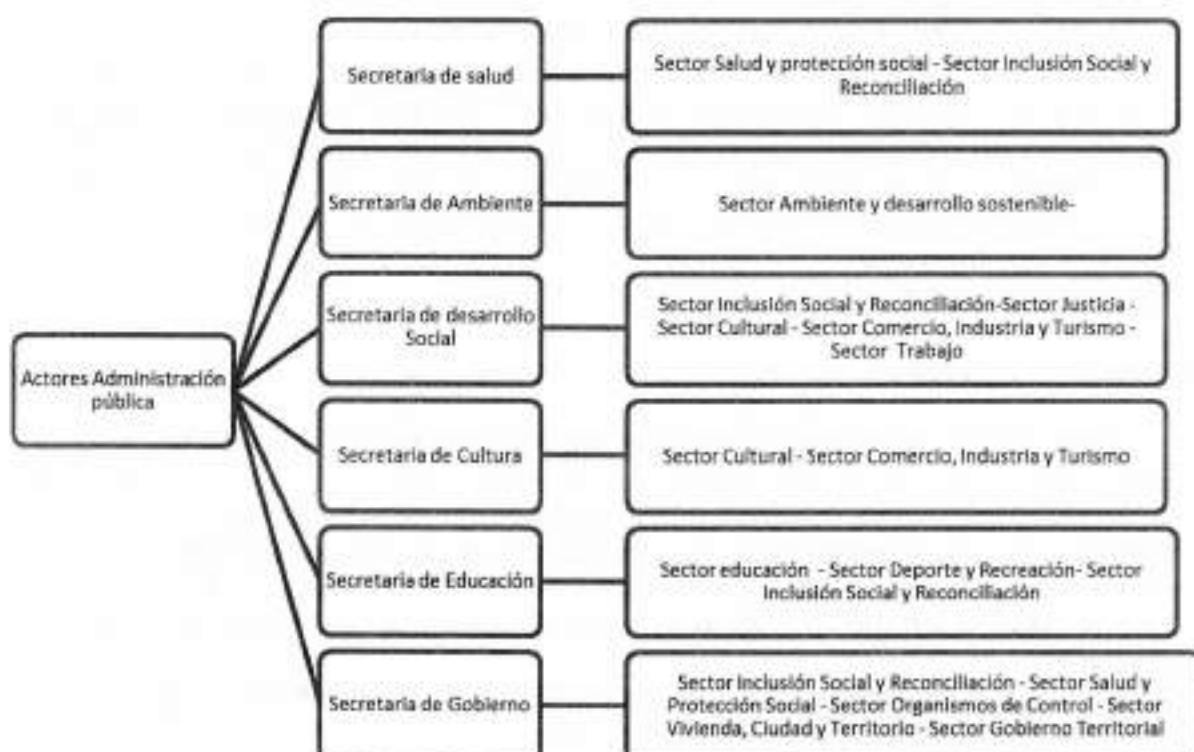 Secretaria de salud
Sector Salud y protección social - Sector Inclusión Social y
Reconciliación
Secretaria de Ambiente
Sector Ambiente y desarrollo sostenible-
Secretaria de desarrollo
Social
Sector Inclusión Social y Reconciliación-Sector Justicia -
Sector Cultural - Sector Comercio, Industria y Turismo -
Sector Trabajo
Actores Administración
pública
Secretaria de Cultura
Sector Cultural - Sector Comercio, Industria y Turismo
Secretaria de Educación
Sector educación - Sector Deporte y Recreación- Sector
Inclusión Social y Reconciliación
Secretaria de Gobierno
Sector Inclusión Social y Reconciliación - Sector Salud y
Protección Social - Sector Organismos de Control - Sector
Vivienda, Ciudad y Territorio - Sector Gobierno Territorial